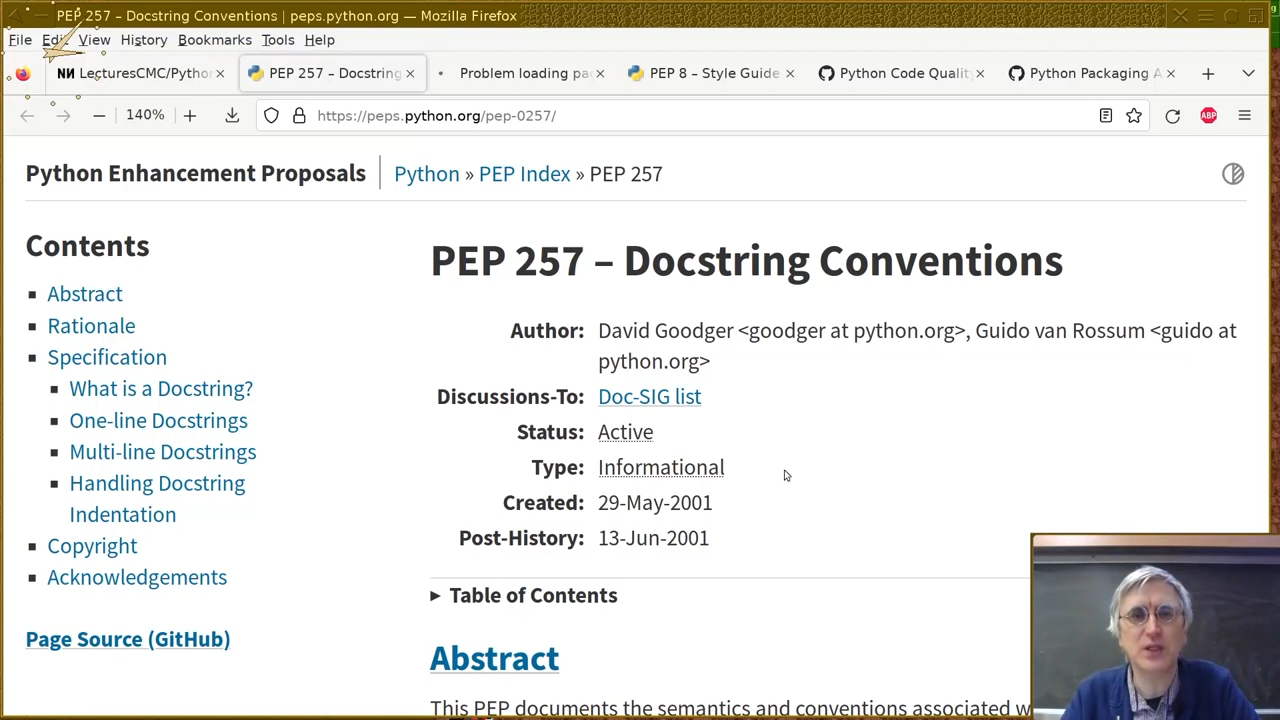 PEP 257 – Docstring Conventions | peps.python.org — Mozilla Firefox
File Edit View History Bookmarks Tools Help
LecturesCMC/Pytho PEP 257 – Docstring Problem loading pa PEP 8 – Style Guide Python Code Quality Python Packaging A
140% https://peps.python.org/pep-0257/ ABP
Python Enhancement Proposals Python » PEP Index » PEP 257
Contents
Abstract
Rationale
Specification
What is a Docstring?
One-line Docstrings
Multi-line Docstrings
Handling Docstring
Indentation
Copyright
Acknowledgements
Page Source (GitHub)
PEP 257 – Docstring Conventions
Author: David Goodger <goodger at python.org>, Guido van Rossum <guido at
python.org>
Discussions-To: Doc-SIG list
Status: Active
Type: Informational
Created: 29-May-2001
Post-History: 13-Jun-2001
Table of Contents
Abstract
This PEP documents the semantics and conventions associated w